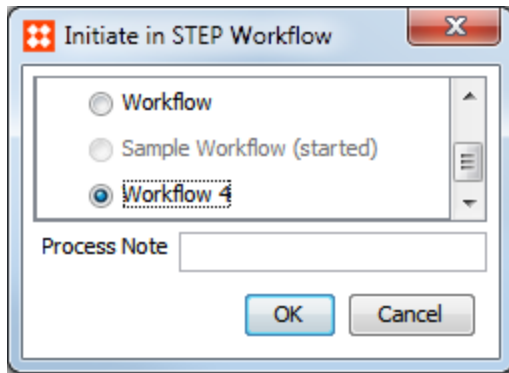 Initiate in STEP Workflow
Workflow
Sample Workflow (started)
Workflow 4
Process Note
OK Cancel